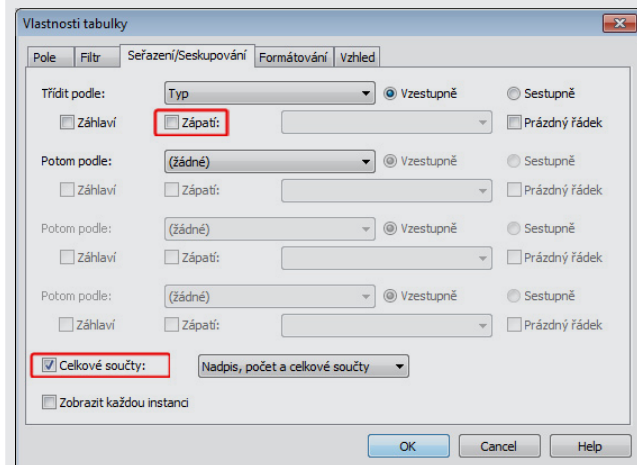 Vlastnosti tabulky
Pole Filtr Seřazení/Seskupování Formátování Vzhled
Třídit podle: Typ Vzestupně Sestupně
Záhlaví Zápatí: Prázdný řádek
Potom podle: (žádné) Vzestupně Sestupně
Záhlaví Zápatí: Prázdný řádek
Potom podle: (žádné) Vzestupně Sestupně
Záhlaví Zápatí: Prázdný řádek
Potom podle: (žádné) Vzestupně Sestupně
Záhlaví Zápatí: Prázdný řádek
Celkové součty: Nadpis, počet a celkové součty
Zobrazit každou instanci
OK Cancel Help